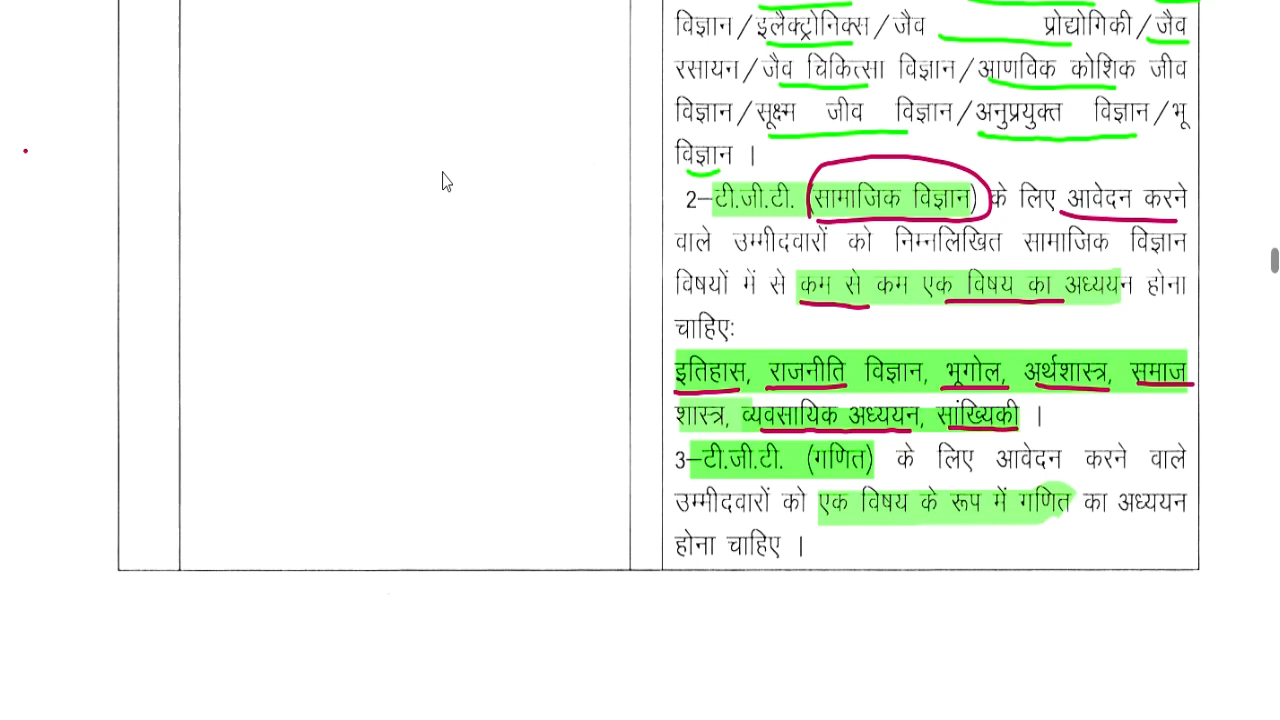 विज्ञान/इलैक्ट्रोनिक्स/जैव प्रोद्योगिकी/जैव
रसायन/जैव चिकित्सा विज्ञान/आणविक कोशिक जीव
विज्ञान/सूक्ष्म जीव विज्ञान/अनुप्रयुक्त विज्ञान/भू
विज्ञान ।
2–टी.जी.टी. (सामाजिक विज्ञान) के लिए आवेदन करने
वाले उम्मीदवारों को निम्नलिखित सामाजिक विज्ञान
विषयों में से कम से कम एक विषय का अध्ययन होना
चाहिएः
इतिहास, राजनीति विज्ञान, भूगोल, अर्थशास्त्र, समाज
शास्त्र, व्यवसायिक अध्ययन, सांख्यिकी ।
3–टी.जी.टी. (गणित) के लिए आवेदन करने वाले
उम्मीदवारों को एक विषय के रूप में गणित का अध्ययन
होना चाहिए ।